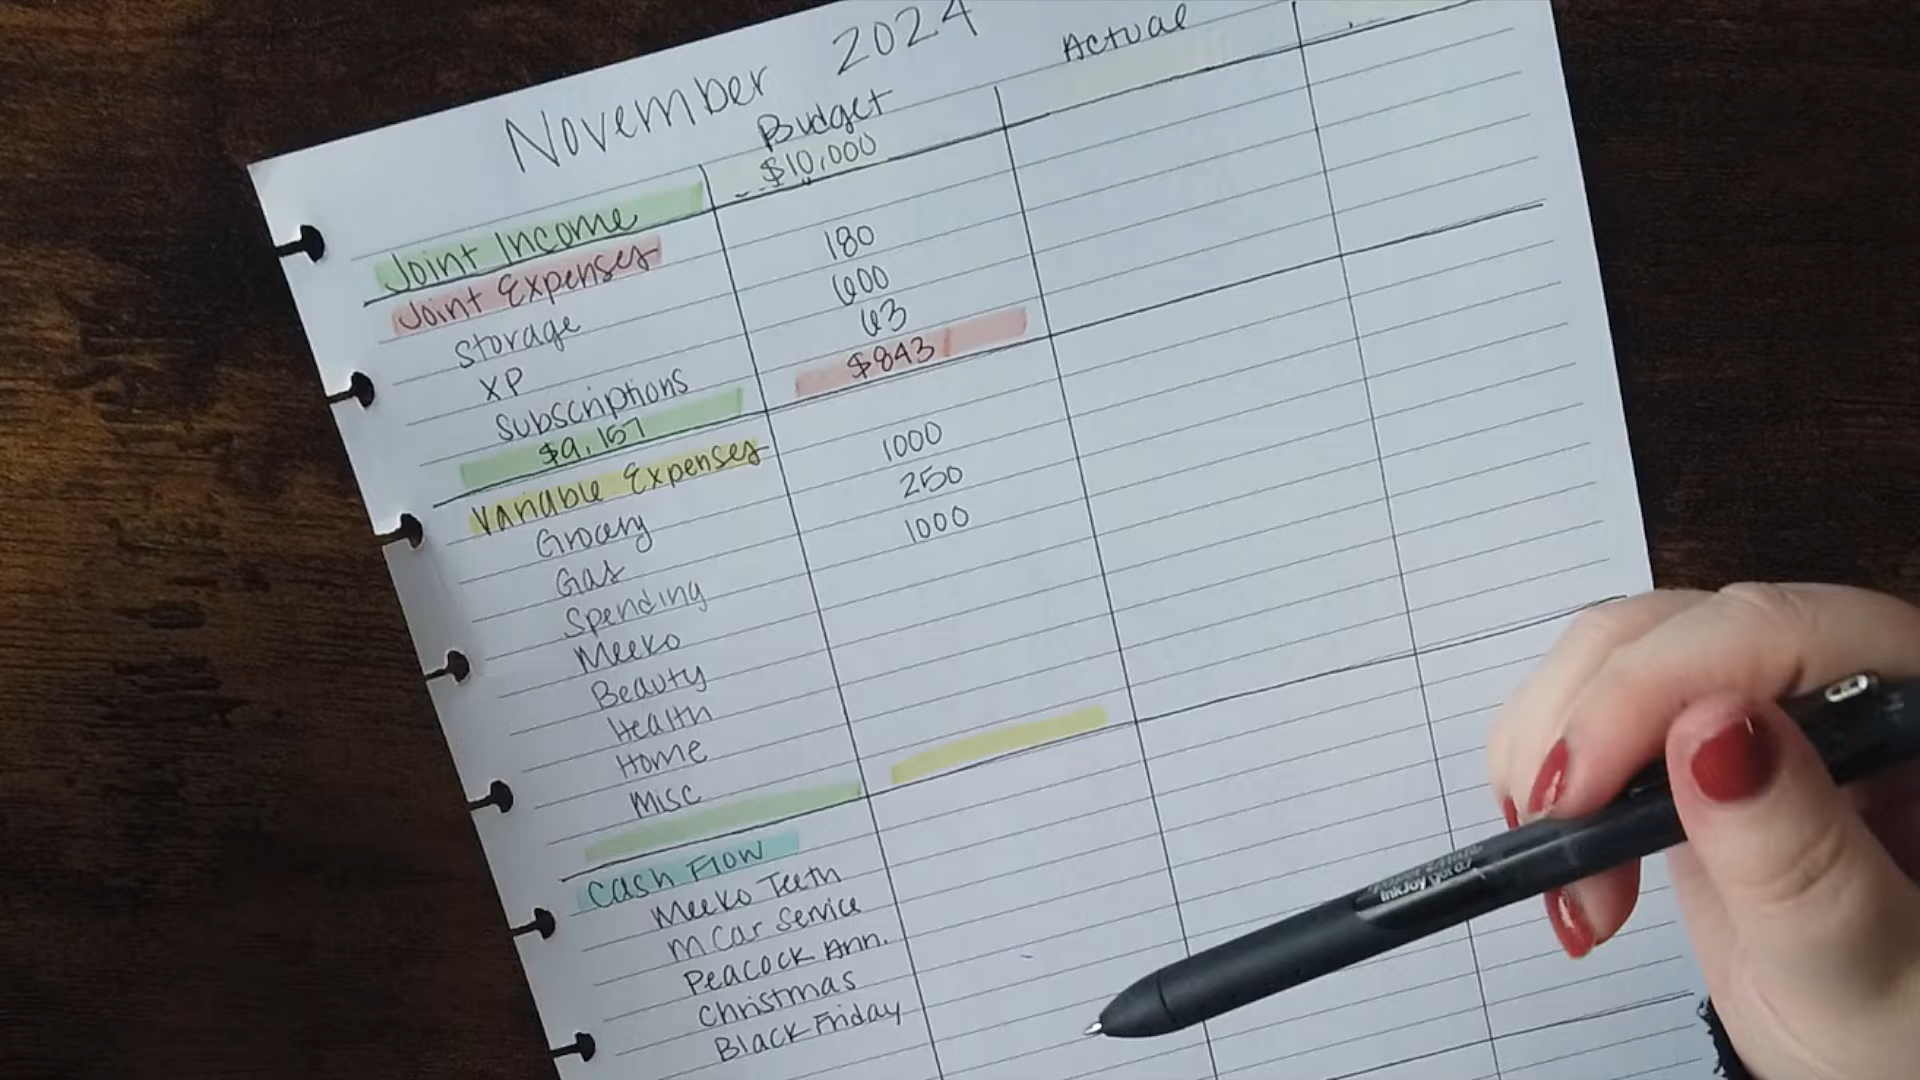 November 2024
Budget Actual
Joint Income $10,000
Joint Expenses
Storage 180
XP 600
Subscriptions 63
$9,157 $843
Variable Expenses
Grocery 1000
Gas 250
Spending 1000
Meeko
Beauty
Health
Home
Misc
Cash Flow
Meeko Teeth
M Car Service
Peacock Ann.
Christmas
Black Friday
InkJoy